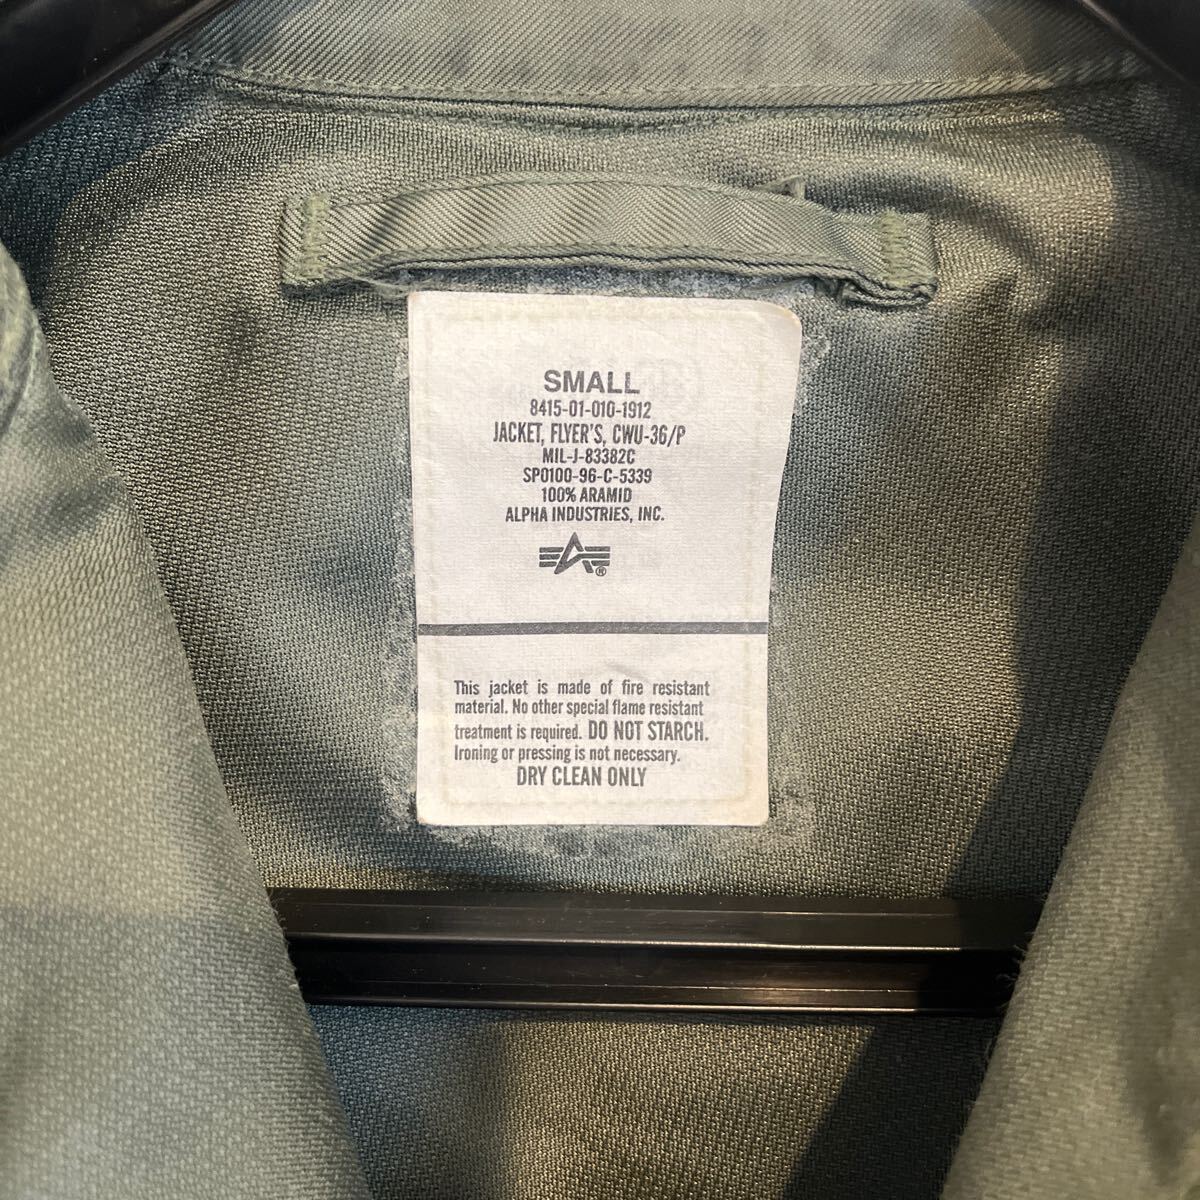 SMALL
8415-01-010-1912
JACKET, FLYER'S, CWU-36/P
MIL-J-83382C
SP0100-96-C-5339
100% ARAMID
ALPHA INDUSTRIES, INC.
®
This jacket is made of fire resistant
material. No other special flame resistant
treatment is required. DO NOT STARCH.
Ironing or pressing is not necessary.
DRY CLEAN ONLY